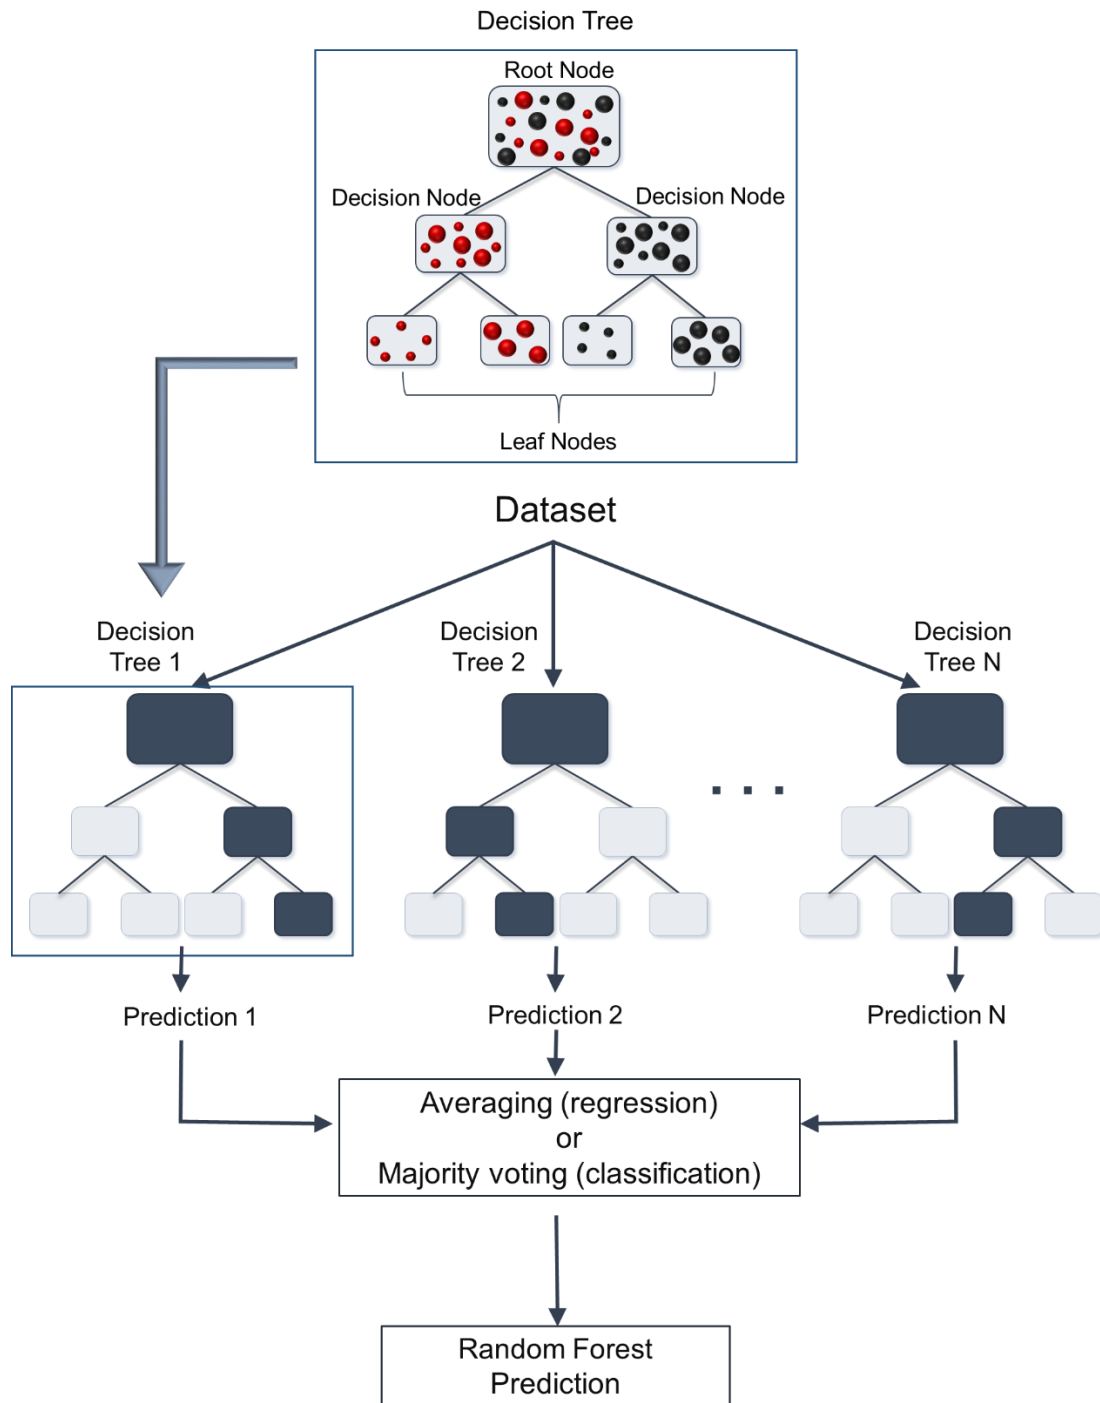 Decision Tree
Root Node
Decision Node
Decision Node
Leaf Nodes
Dataset
Decision
Tree 1
Decision
Tree 2
Decision
Tree N
. . .
Prediction 1
Prediction 2
Prediction N
Averaging (regression)
or
Majority voting (classification)
Random Forest
Prediction